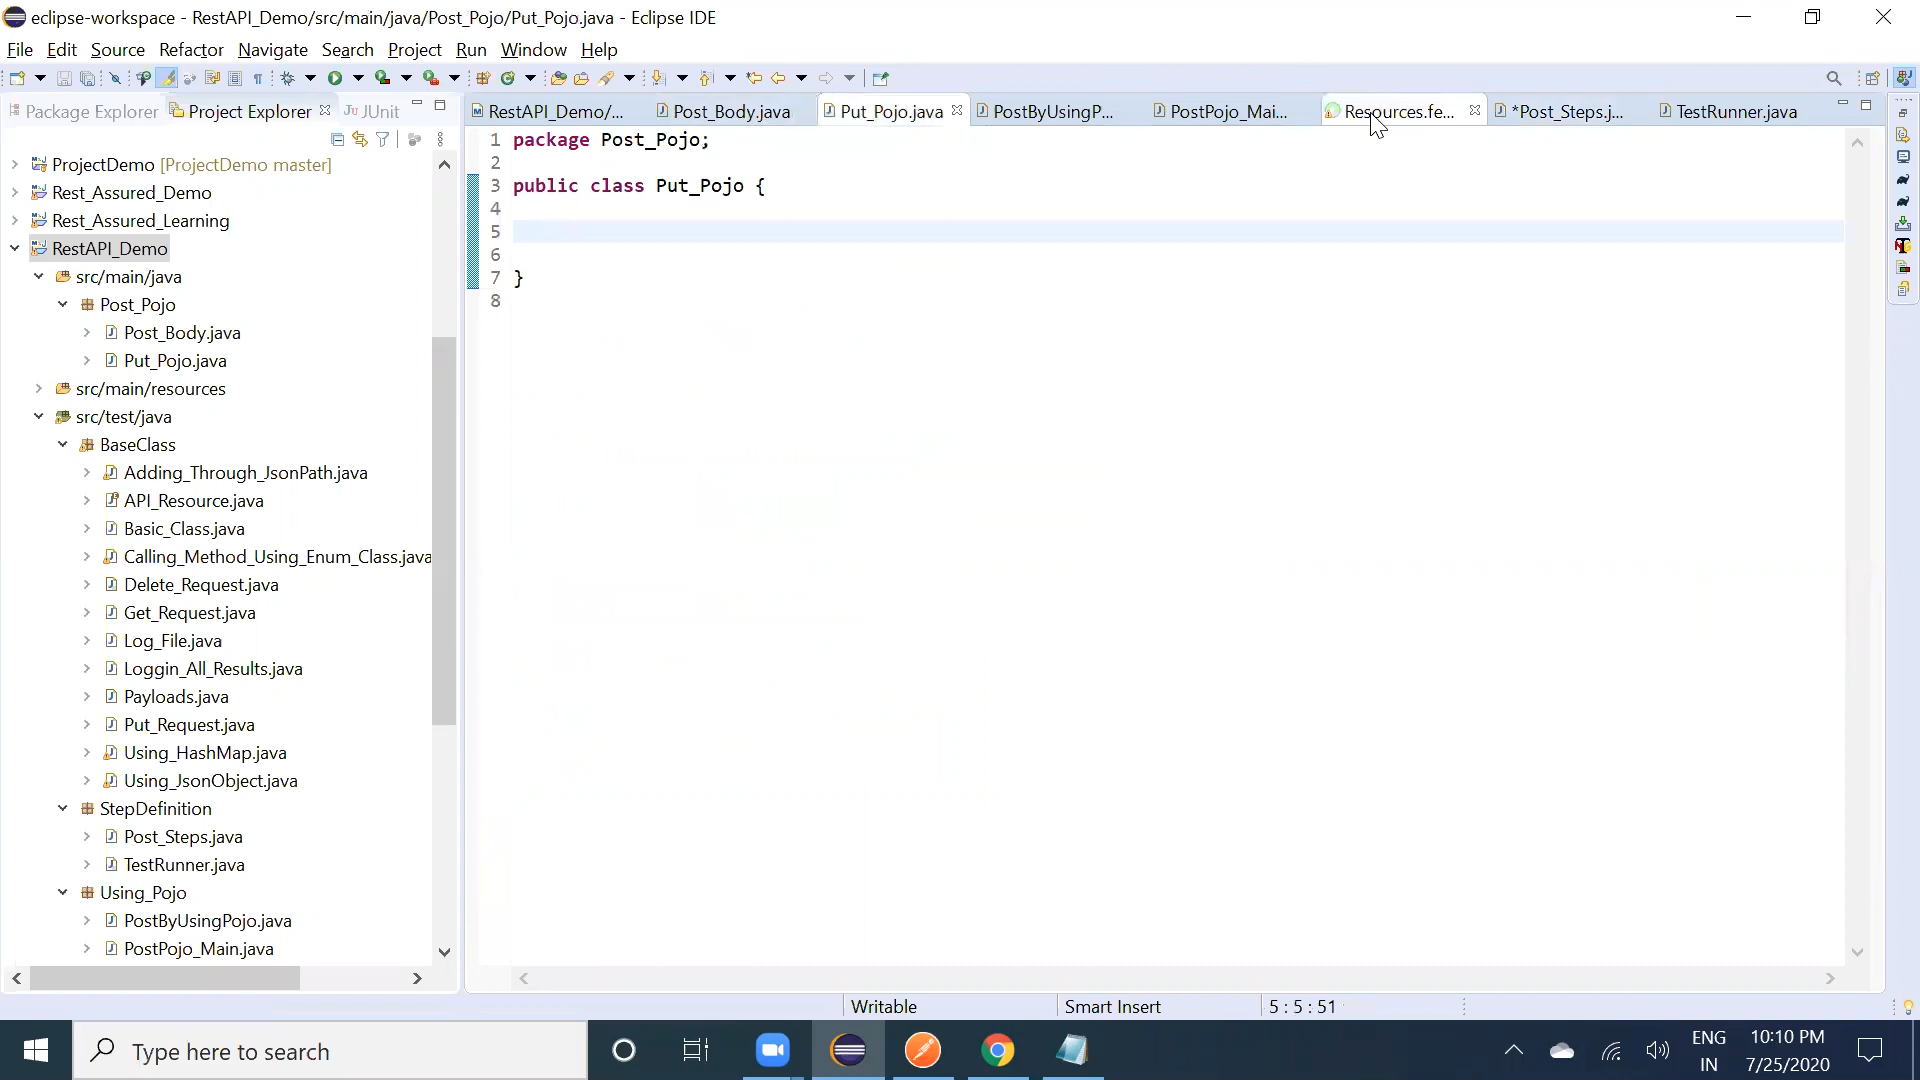 eclipse-workspace - RestAPI_Demo/src/main/java/Post_Pojo/Put_Pojo.java - Eclipse IDE
File Edit Source Refactor Navigate Search Project Run Window Help
Package Explorer Project Explorer JUnit
RestAPI_Demo/... Post_Body.java Put_Pojo.java PostByUsingP... PostPojo_Mai... Resources.fe... *Post_Steps.j... TestRunner.java
ProjectDemo [ProjectDemo master]
Rest_Assured_Demo
Rest_Assured_Learning
RestAPI_Demo
src/main/java
Post_Pojo
Post_Body.java
Put_Pojo.java
src/main/resources
src/test/java
BaseClass
Adding_Through_JsonPath.java
API_Resource.java
Basic_Class.java
Calling_Method_Using_Enum_Class.java
Delete_Request.java
Get_Request.java
Log_File.java
Loggin_All_Results.java
Payloads.java
Put_Request.java
Using_HashMap.java
Using_JsonObject.java
StepDefinition
Post_Steps.java
TestRunner.java
Using_Pojo
PostByUsingPojo.java
PostPojo_Main.java
1 package Post_Pojo;
2
3 public class Put_Pojo {
4
5
6
7 }
8
Writable Smart Insert 5 : 5 : 51
Type here to search
ENG
IN
10:10 PM
7/25/2020